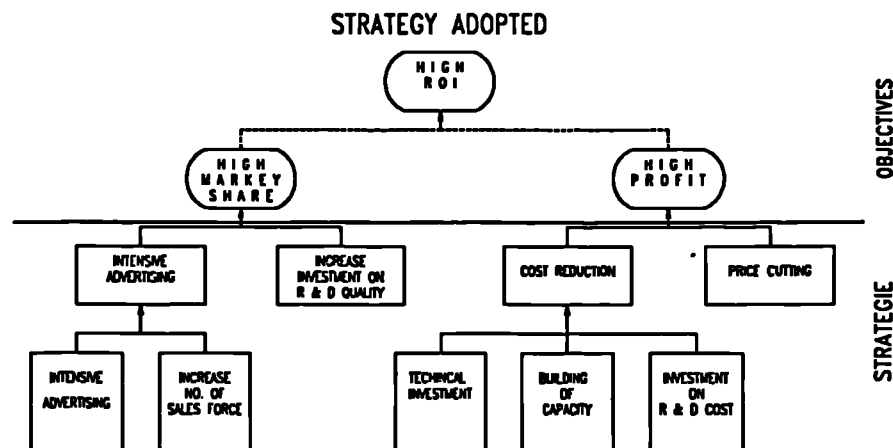 STRATEGY ADOPTED
HIGH
ROI
OBJECTIVES
HIGH
MARKEY
SHARE
HIGH
PROFIT
INTENSIVE
ADVERTISING
INCREASE
INVESTMENT ON
R & D QUALITY
COST REDUCTION
PRICE CUTTING
STRATEGIE
INTENSIVE
ADVERTISING
INCREASE
NO. OF
SALES FORCE
TECHINCAL
INVESTMENT
BUILDING
OF
CAPACITY
INVESTMENT
ON
R & D COST